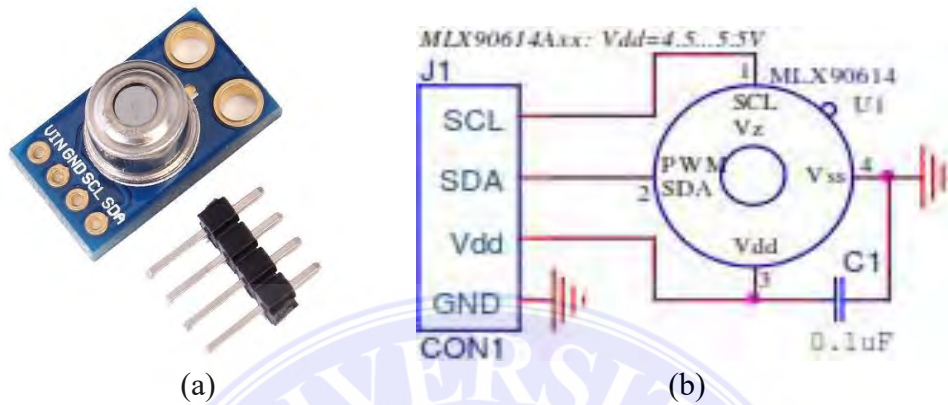 VIN GND SCL SDA
MLX90614Axx: Vdd=4.5...5.5V
J1
SCL
SDA
Vdd
GND
CON1
1
MLX90614
U1
SCL
Vz
PWM
SDA
2
Vss
4
Vdd
3
C1
0.1uF
(a)
(b)